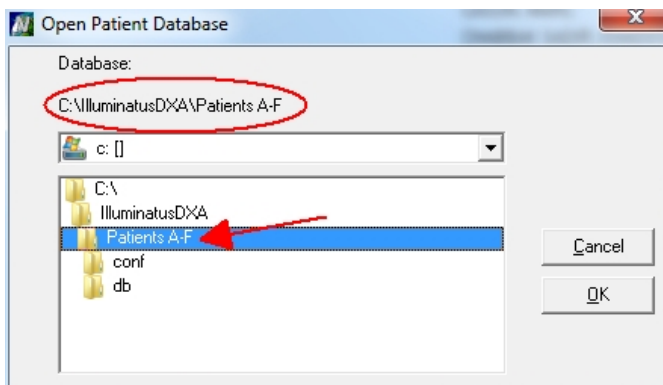 Open Patient Database
X
Database:
C:\IlluminatusDXA\Patients A-F
c: []
C:\
IlluminatusDXA
Patients A-F
conf
db
Cancel
OK